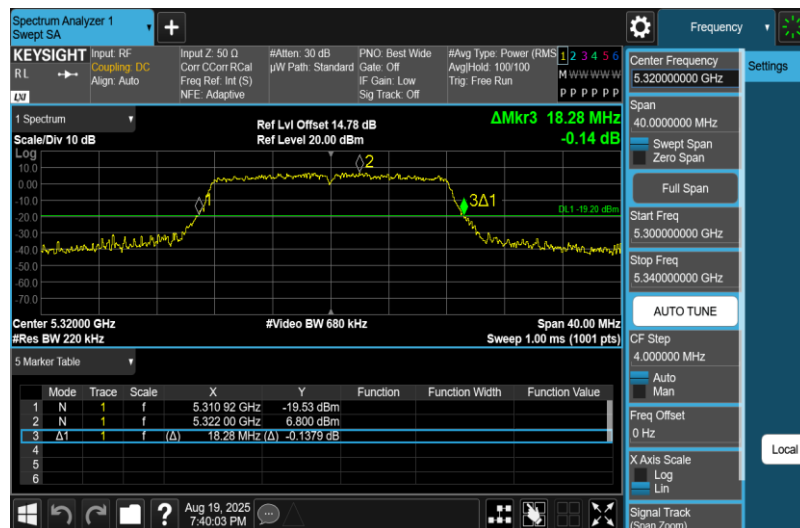 Spectrum Analyzer 1
Swept SA
+
Frequency
KEYSIGHT
RL
LXI
Input: RF
Coupling: DC
Align: Auto
Input Z: 50 Ω
Corr CCorr RCal
Freq Ref: Int (S)
NFE: Adaptive
#Atten: 30 dB
µW Path: Standard
PNO: Best Wide
Gate: Off
IF Gain: Low
Sig Track: Off
#Avg Type: Power (RMS
Avg|Hold: 100/100
Trig: Free Run
1 2 3 4 5 6
M W W W W W
P P P P P P
1 Spectrum
Scale/Div 10 dB
Log
Ref Lvl Offset 14.78 dB
Ref Level 20.00 dBm
ΔMkr3 18.28 MHz
-0.14 dB
10.0
0.00
-10.0
-20.0
-30.0
-40.0
-50.0
-60.0
-70.0
1
2
3Δ1
DL1 -19.20 dBm
Center 5.32000 GHz
#Res BW 220 kHz
#Video BW 680 kHz
Span 40.00 MHz
Sweep 1.00 ms (1001 pts)
5 Marker Table
Mode Trace Scale X Y Function Function Width Function Value
1 N 1 f 5.310 92 GHz -19.53 dBm
2 N 1 f 5.322 00 GHz 6.800 dBm
3 Δ1 1 f (Δ) 18.28 MHz (Δ) -0.1379 dB
4
5
6
?
Aug 19, 2025
7:40:03 PM
Center Frequency
5.320000000 GHz
Span
40.0000000 MHz
Swept Span
Zero Span
Full Span
Start Freq
5.300000000 GHz
Stop Freq
5.340000000 GHz
AUTO TUNE
CF Step
4.000000 MHz
Auto
Man
Freq Offset
0 Hz
X Axis Scale
Log
Lin
Signal Track
(Span Zoom)
Settings
Local